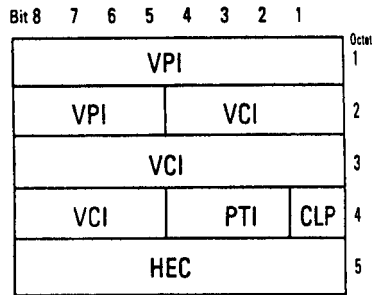 Bit 8 7 6 5 4 3 2 1
Octet
VPI 1
VPI VCI 2
VCI 3
VCI PTI CLP 4
HEC 5